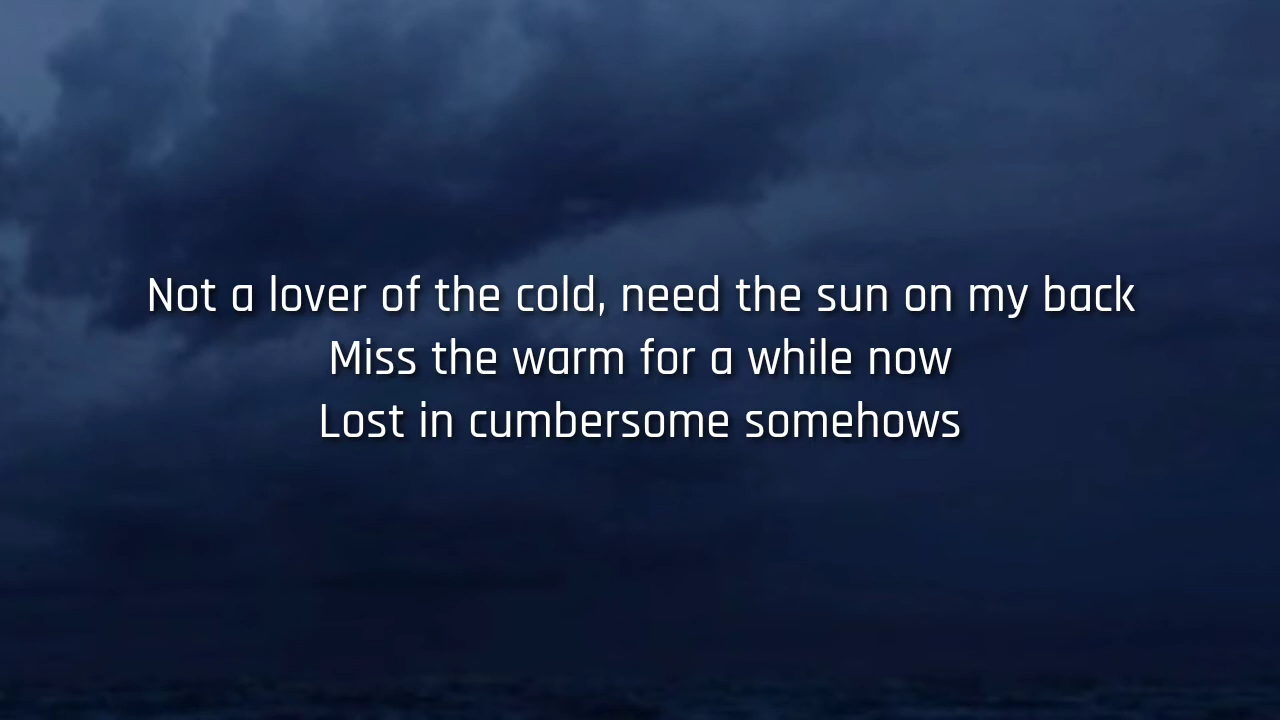 Not a lover of the cold, need the sun on my back
Miss the warm for a while now
Lost in cumbersome somehows